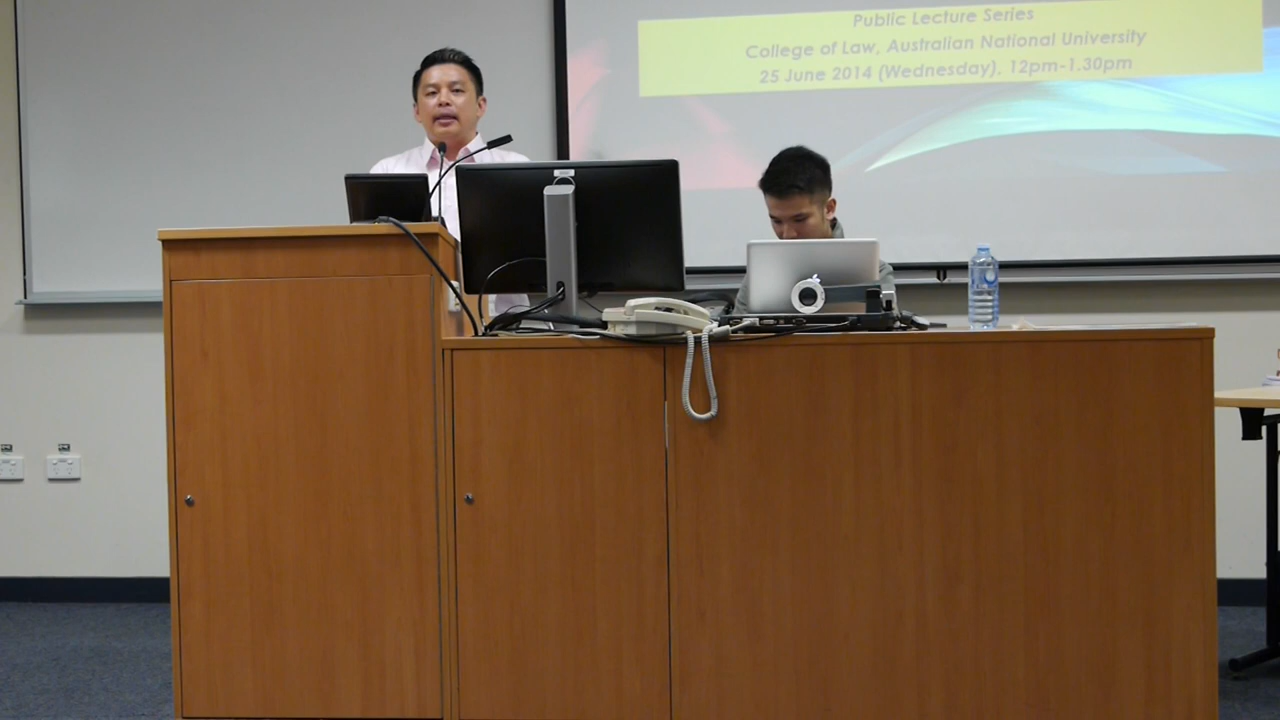 Public Lecture Series
College of Law, Australian National University
25 June 2014 (Wednesday). 12pm-1.30pm